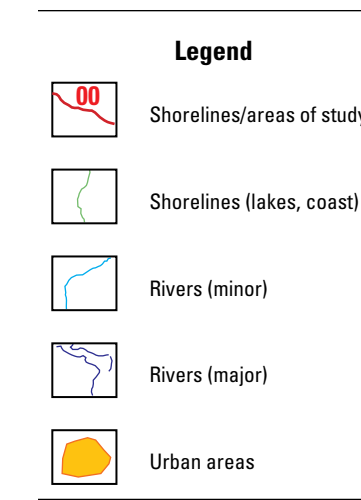 Legend
00
Shorelines/areas of study
Shorelines (lakes, coast)
Rivers (minor)
Rivers (major)
Urban areas